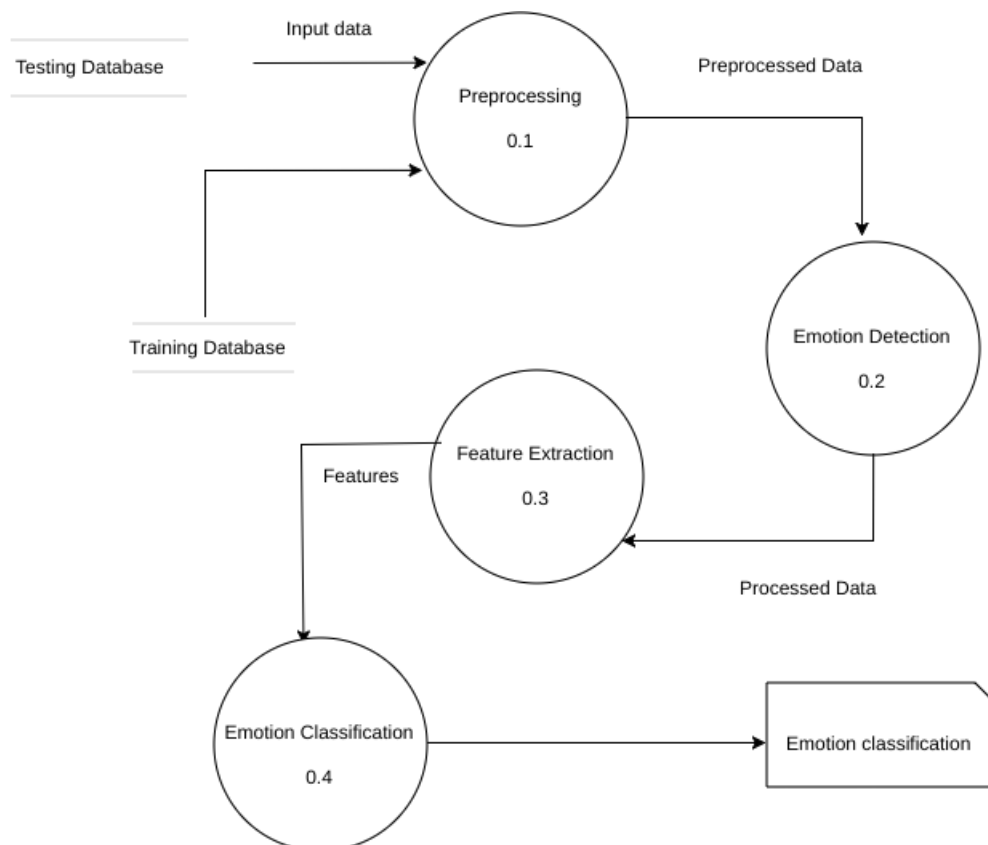 Input data
Testing Database
Preprocessed Data
Preprocessing
0.1
Training Database
Emotion Detection
0.2
Feature Extraction
0.3
Features
Processed Data
Emotion Classification
0.4
Emotion classification